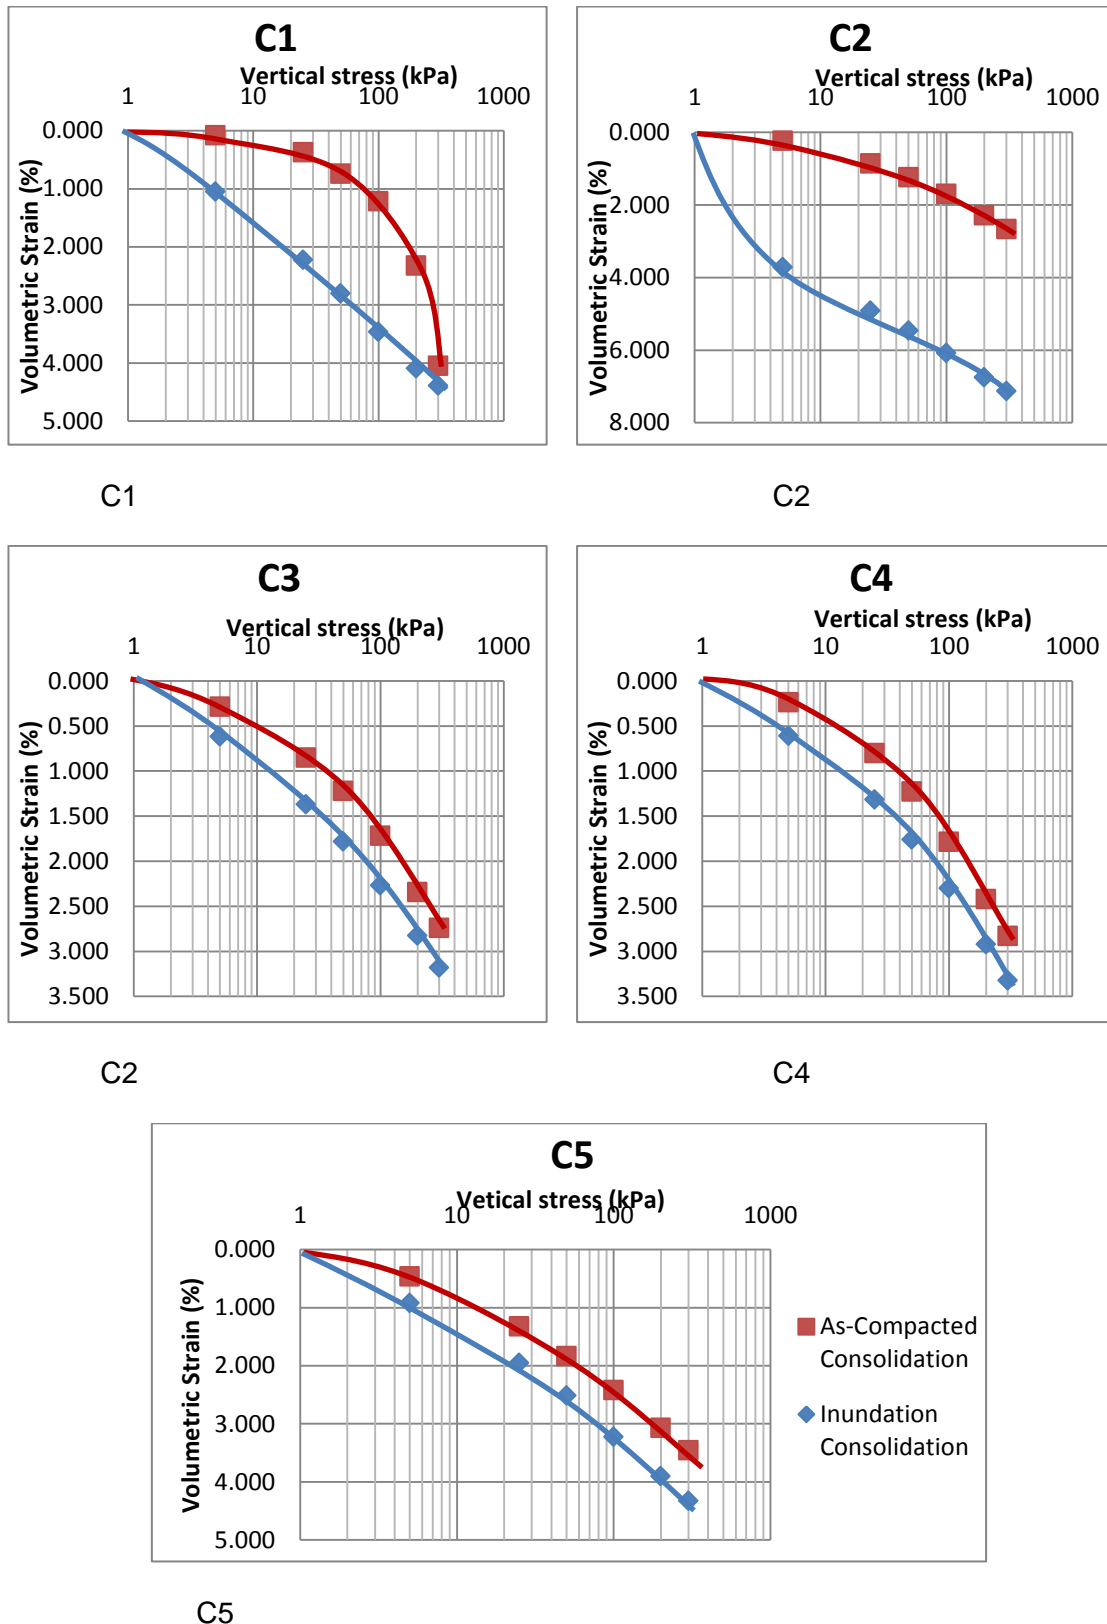 C1
Vertical stress (kPa)
1 10 100 1000
0.000
1.000
2.000
3.000
4.000
5.000
Volumetric Strain (%)
C1
C2
Vertical stress (kPa)
1 10 100 1000
0.000
2.000
4.000
6.000
8.000
Volumetric Strain (%)
C2
C3
Vertical stress (kPa)
1 10 100 1000
0.000
0.500
1.000
1.500
2.000
2.500
3.000
3.500
Volumetric Strain (%)
C2
C4
Vertical stress (kPa)
1 10 100 1000
0.000
0.500
1.000
1.500
2.000
2.500
3.000
3.500
Volumetric Strain (%)
C4
C5
Vetical stress (kPa)
1 10 100 1000
0.000
1.000
2.000
3.000
4.000
5.000
Volumetric Strain (%)
As-Compacted
Consolidation
Inundation
Consolidation
C5